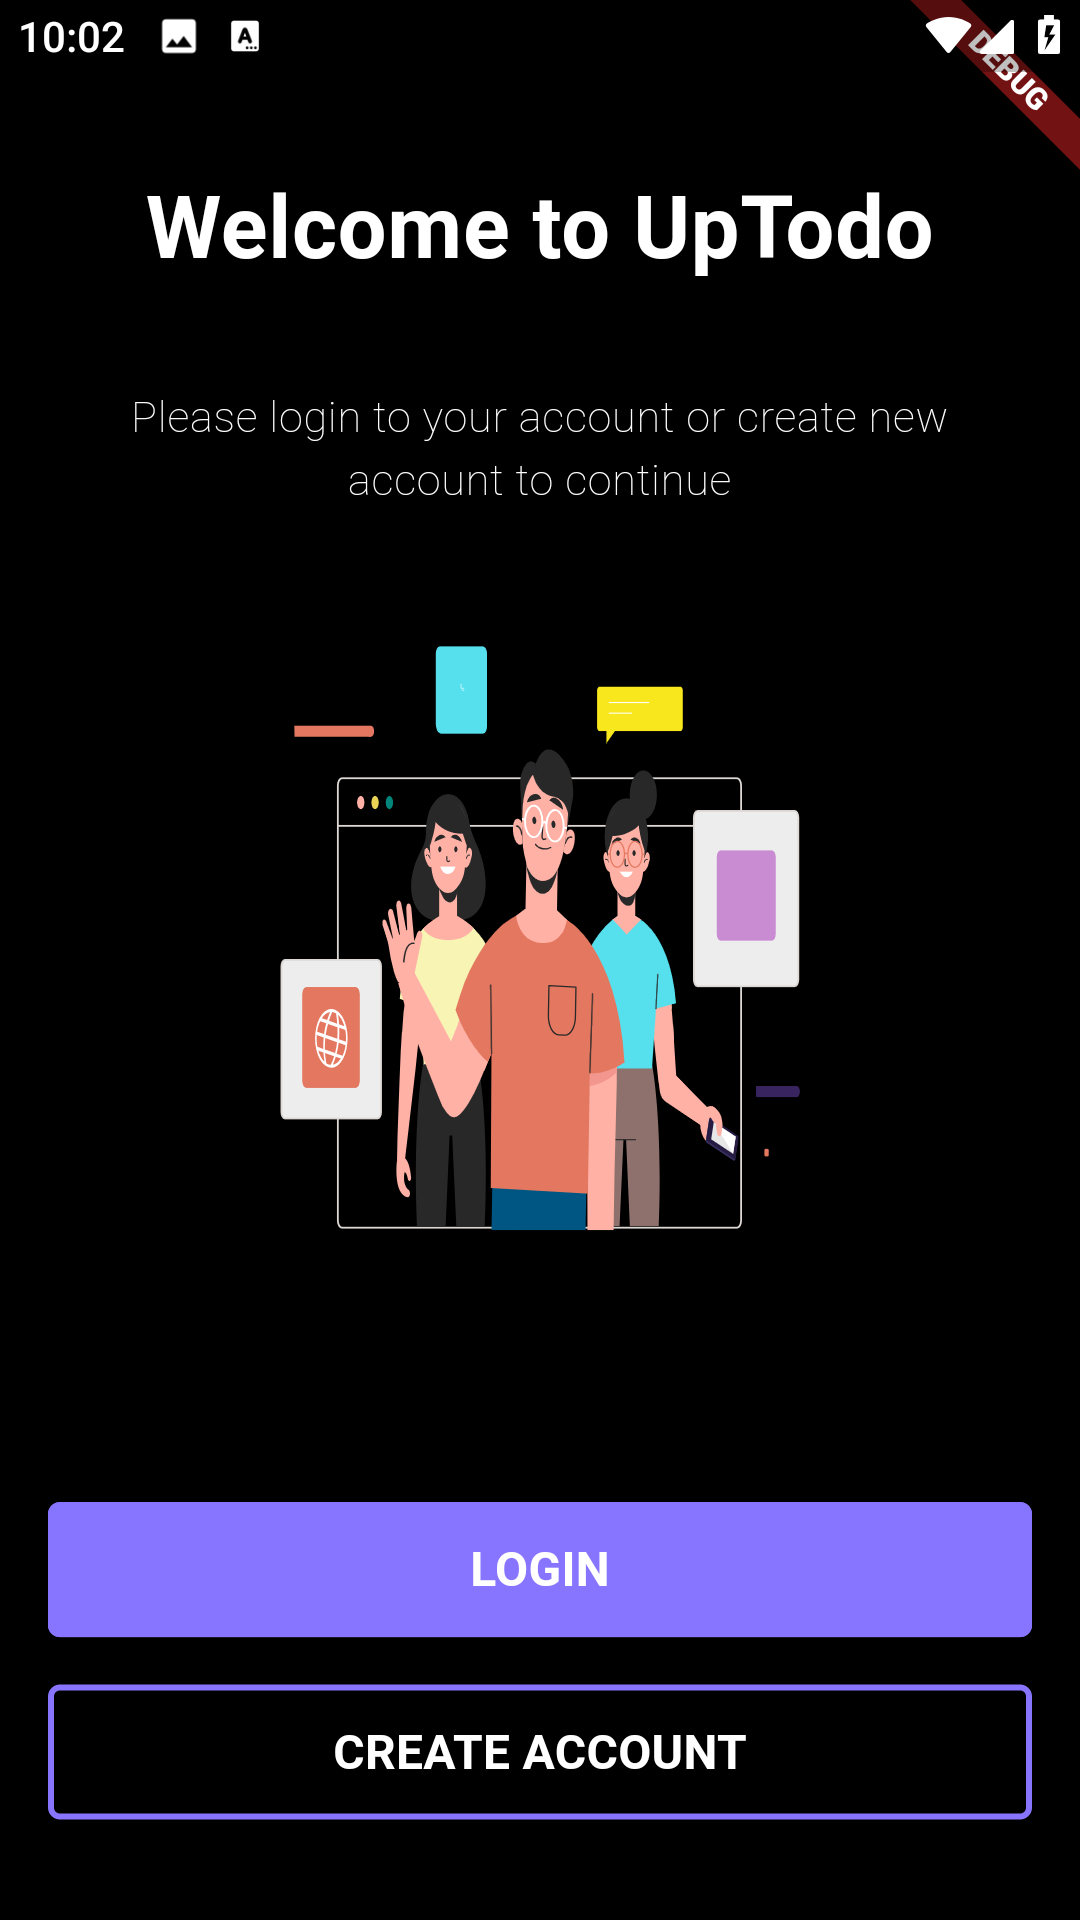 10:02
A
DEBUG
Welcome to UpTodo
Please login to your account or create new
account to continue
LOGIN
CREATE ACCOUNT